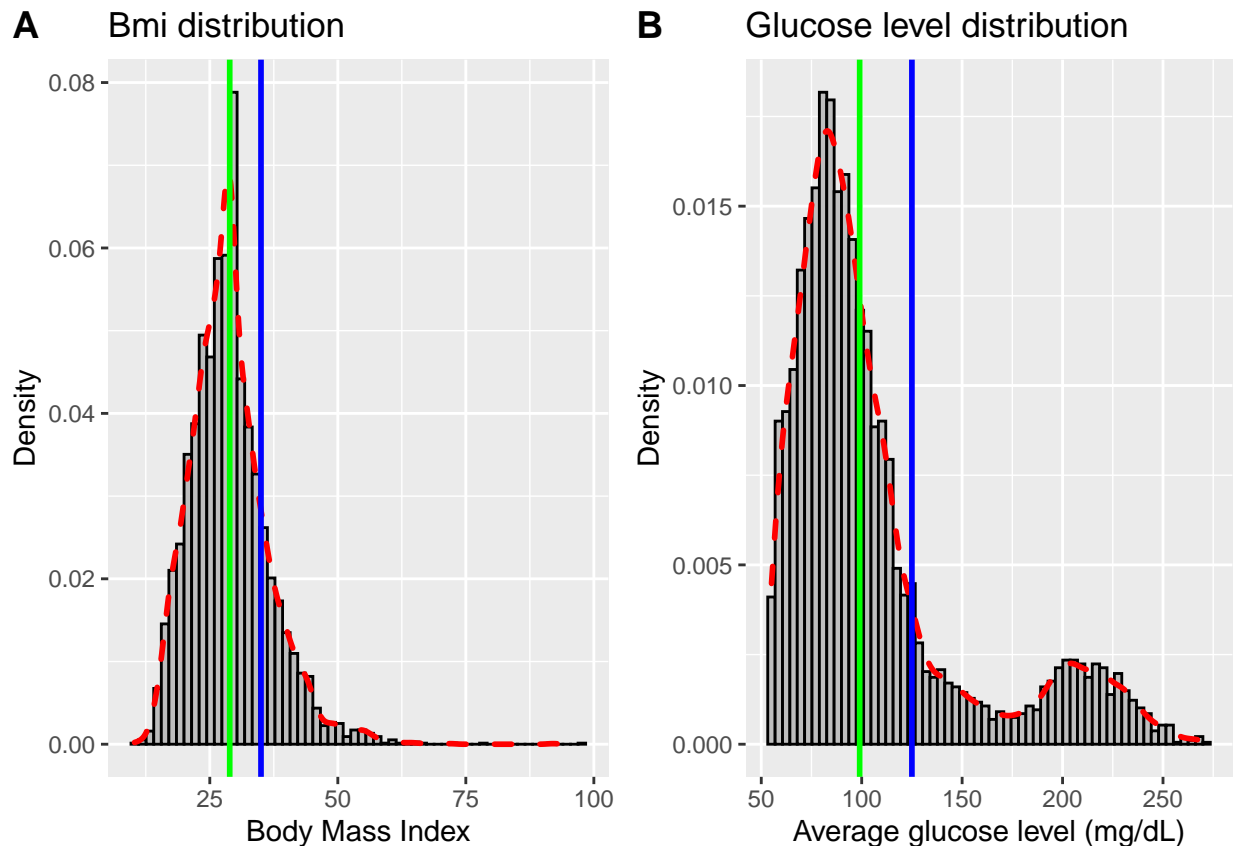 A Bmi distribution
0.08
0.06
0.04
0.02
0.00
Density
25 50 75 100
Body Mass Index
B Glucose level distribution
0.015
0.010
0.005
0.000
Density
50 100 150 200 250
Average glucose level (mg/dL)